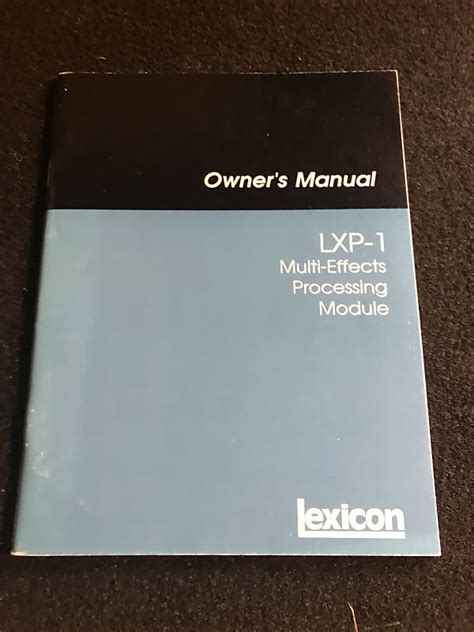 Owner's Manual
LXP-1
Multi-Effects
Processing
Module
lexicon